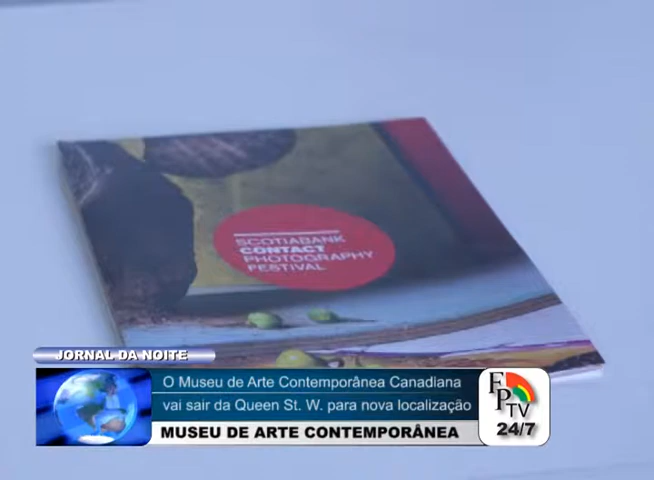 SCOTIABANK
CONTACT
PHOTOGRAPHY
FESTIVAL
JORNAL DA NOITE
O Museu de Arte Contemporânea Canadiana
vai sair da Queen St. W. para nova localização
MUSEU DE ARTE CONTEMPORÂNEA
FPTV
24/7